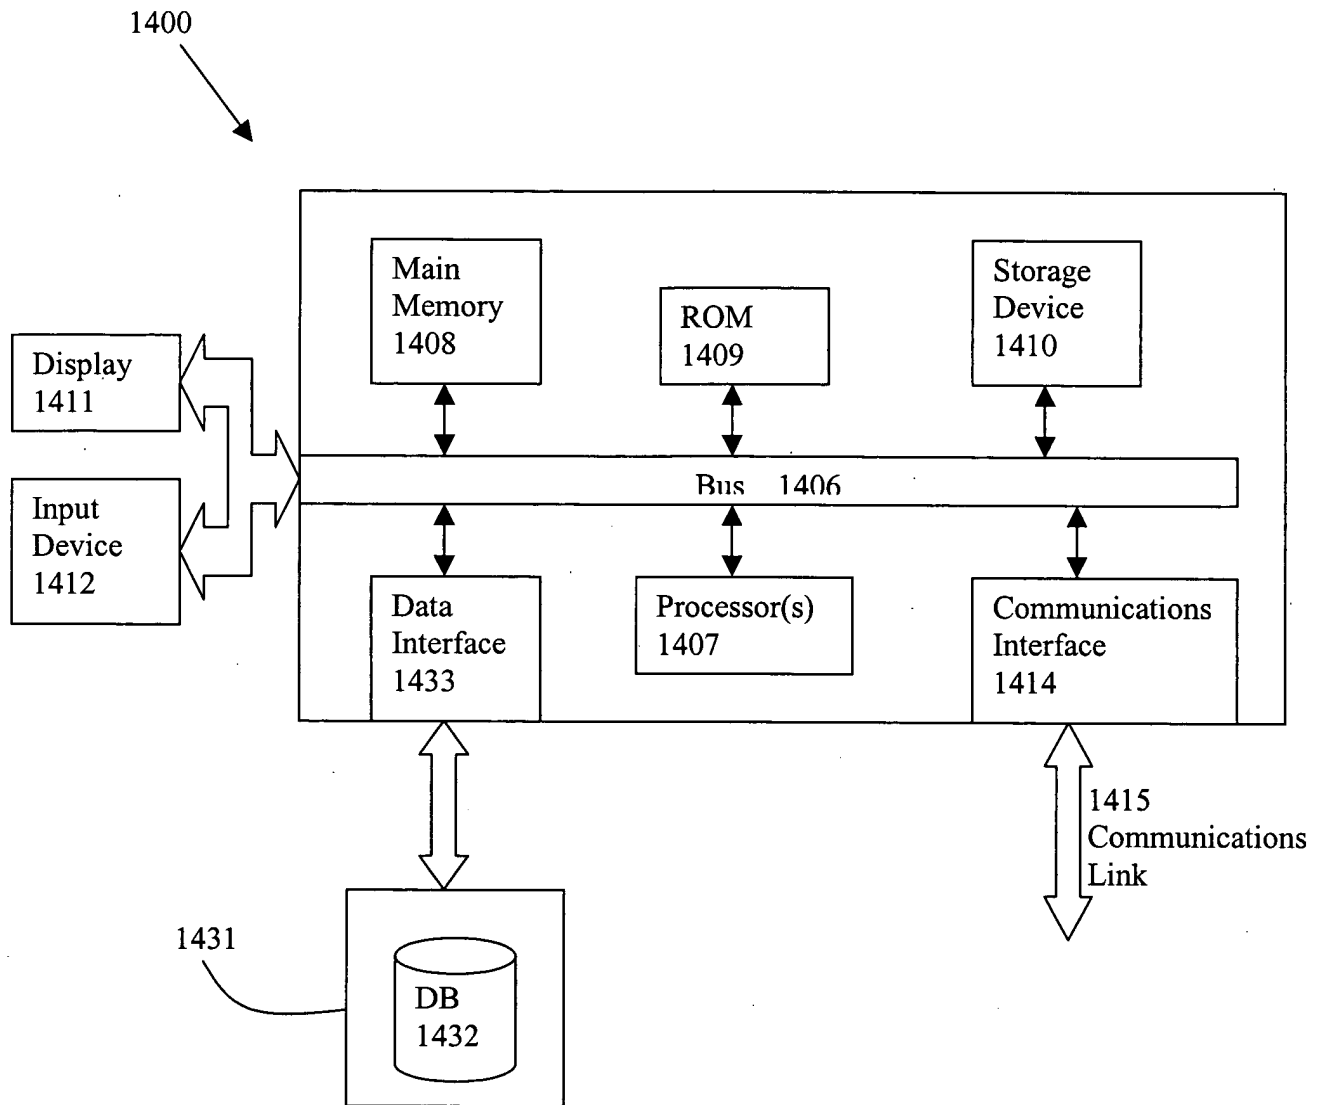 1400
Main
Memory
1408
ROM
1409
Storage
Device
1410
Display
1411
Bus 1406
Input
Device
1412
Data
Interface
1433
Processor(s)
1407
Communications
Interface
1414
1415
Communications
Link
1431
DB
1432